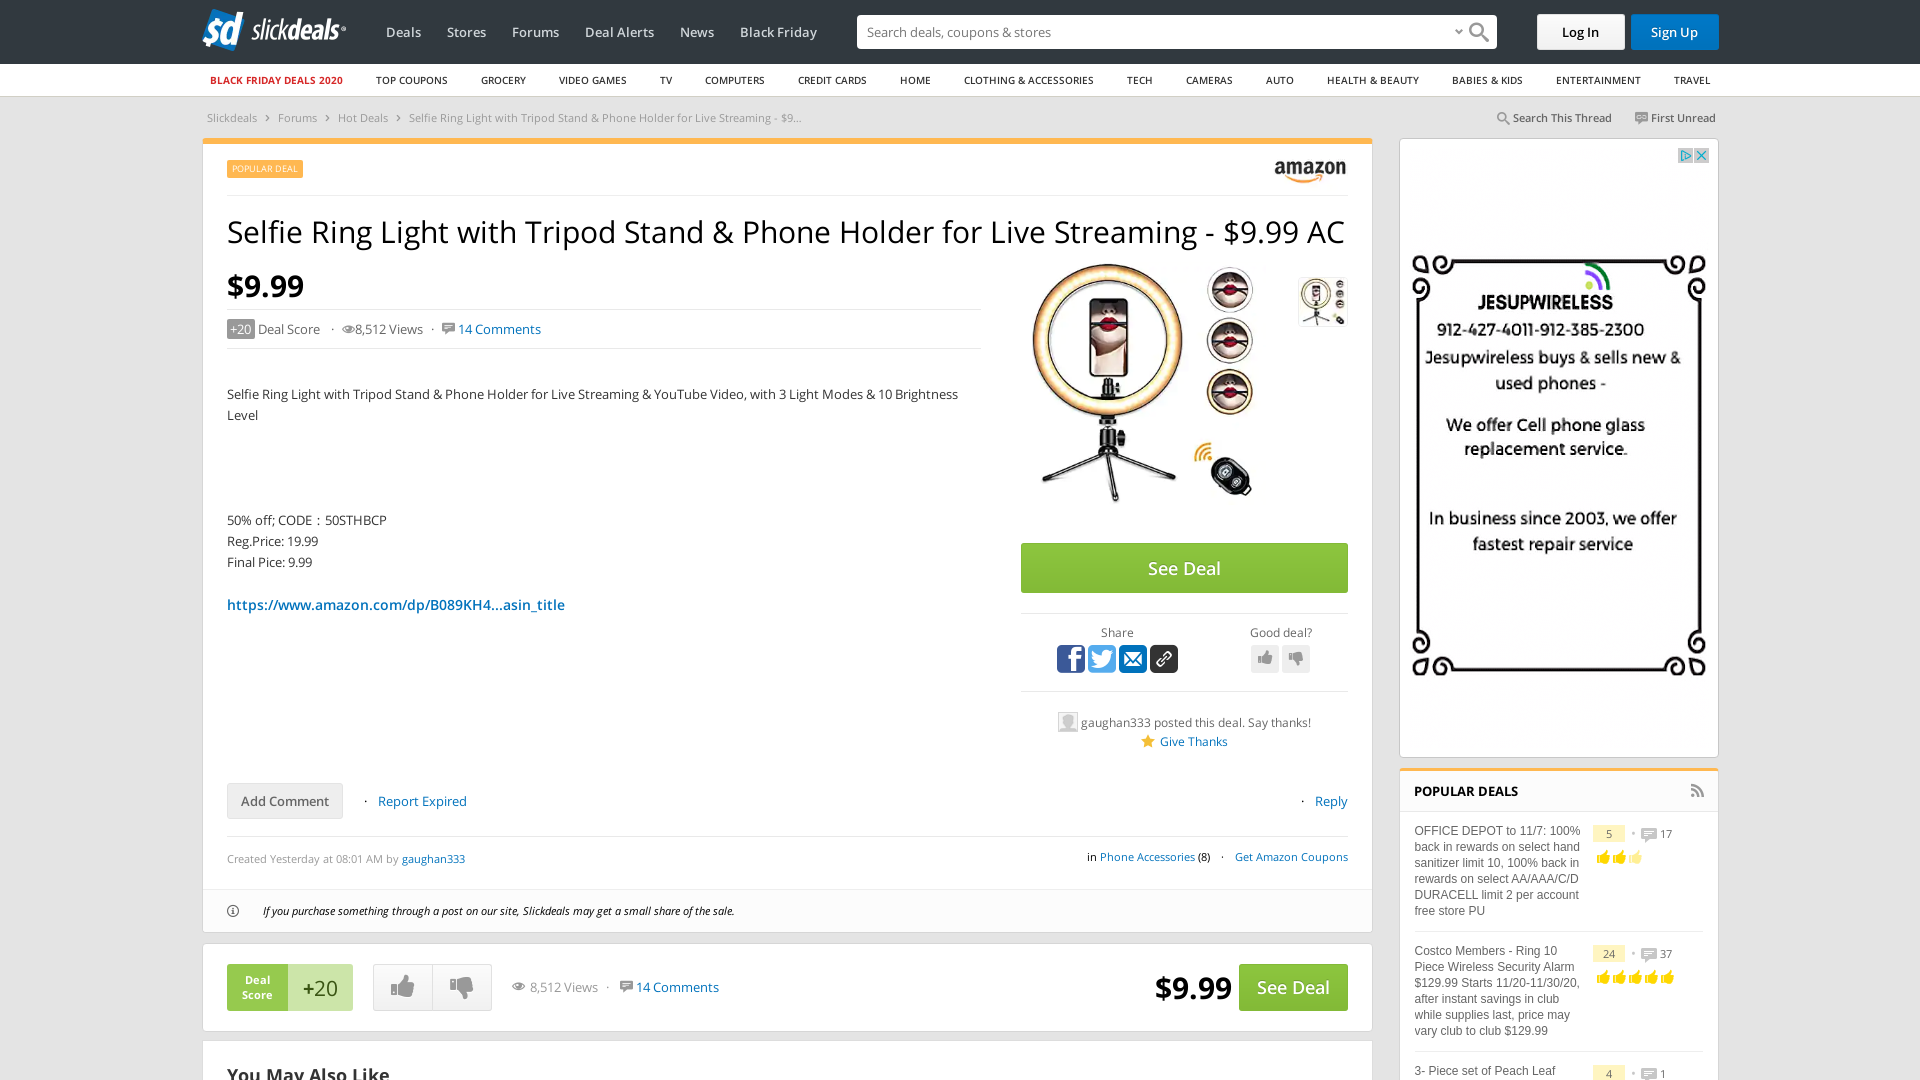 sd slickdeals
Deals
Stores
Forums
Deal Alerts
News
Black Friday
Search deals, coupons & stores
Log In
Sign Up
BLACK FRIDAY DEALS 2020
TOP COUPONS
GROCERY
VIDEO GAMES
TV
COMPUTERS
CREDIT CARDS
HOME
CLOTHING & ACCESSORIES
TECH
CAMERAS
AUTO
HEALTH & BEAUTY
BABIES & KIDS
ENTERTAINMENT
TRAVEL
Slickdeals › Forums › Hot Deals › Selfie Ring Light with Tripod Stand & Phone Holder for Live Streaming - $9...
Search This Thread
First Unread
POPULAR DEAL
amazon
Selfie Ring Light with Tripod Stand & Phone Holder for Live Streaming - $9.99 AC
$9.99
+20 Deal Score · 8,512 Views · 14 Comments
Selfie Ring Light with Tripod Stand & Phone Holder for Live Streaming & YouTube Video, with 3 Light Modes & 10 Brightness
Level
50% off; CODE：50STHBCP
Reg.Price: 19.99
Final Pice: 9.99
https://www.amazon.com/dp/B089KH4...asin_title
See Deal
Share
Good deal?
gaughan333 posted this deal. Say thanks!
Give Thanks
Add Comment
· Report Expired
· Reply
Created Yesterday at 08:01 AM by gaughan333
in Phone Accessories (8) · Get Amazon Coupons
If you purchase something through a post on our site, Slickdeals may get a small share of the sale.
Deal
Score
+20
8,512 Views · 14 Comments
$9.99
See Deal
You May Also Like
JESUPWIRELESS
912-427-4011-912-385-2300
Jesupwireless buys & sells new &
used phones -
We offer Cell phone glass
replacement service.
In business since 2003, we offer
fastest repair service
POPULAR DEALS
OFFICE DEPOT to 11/7: 100%
back in rewards on select hand
sanitizer limit 10, 100% back in
rewards on select AA/AAA/C/D
DURACELL limit 2 per account
free store PU
5 • 17
Costco Members - Ring 10
Piece Wireless Security Alarm
$129.99 Starts 11/20-11/30/20,
after instant savings in club
while supplies last, price may
vary club to club $129.99
24 • 37
3- Piece set of Peach Leaf
4 • 1